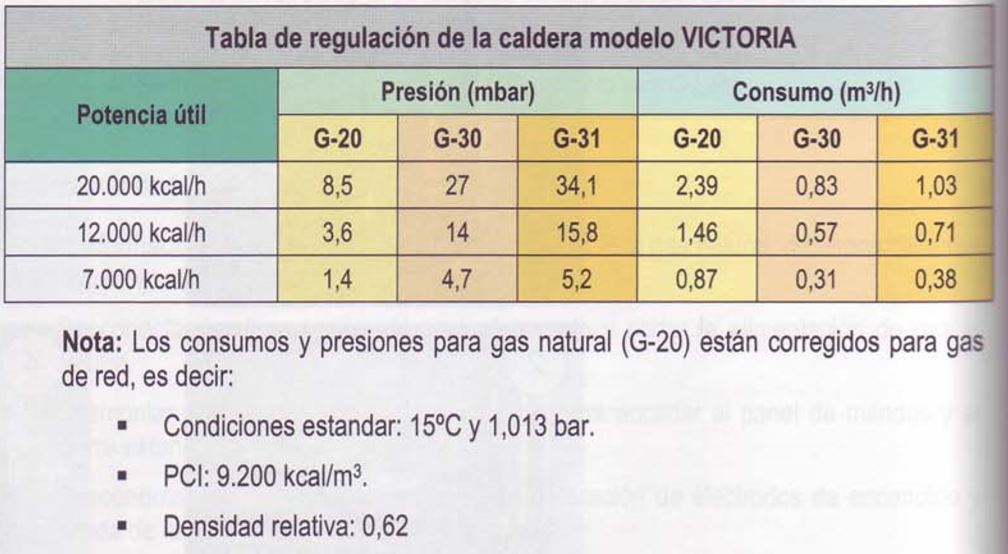 Tabla de regulación de la caldera modelo VICTORIA
Potencia útil Presión (mbar) Consumo (m³/h)
G-20 G-30 G-31 G-20 G-30 G-31
20.000 kcal/h 8,5 27 34,1 2,39 0,83 1,03
12.000 kcal/h 3,6 14 15,8 1,46 0,57 0,71
7.000 kcal/h 1,4 4,7 5,2 0,87 0,31 0,38
Nota: Los consumos y presiones para gas natural (G-20) están corregidos para gas
de red, es decir:
▪ Condiciones estandar: 15ºC y 1,013 bar.
▪ PCI: 9.200 kcal/m³.
▪ Densidad relativa: 0,62